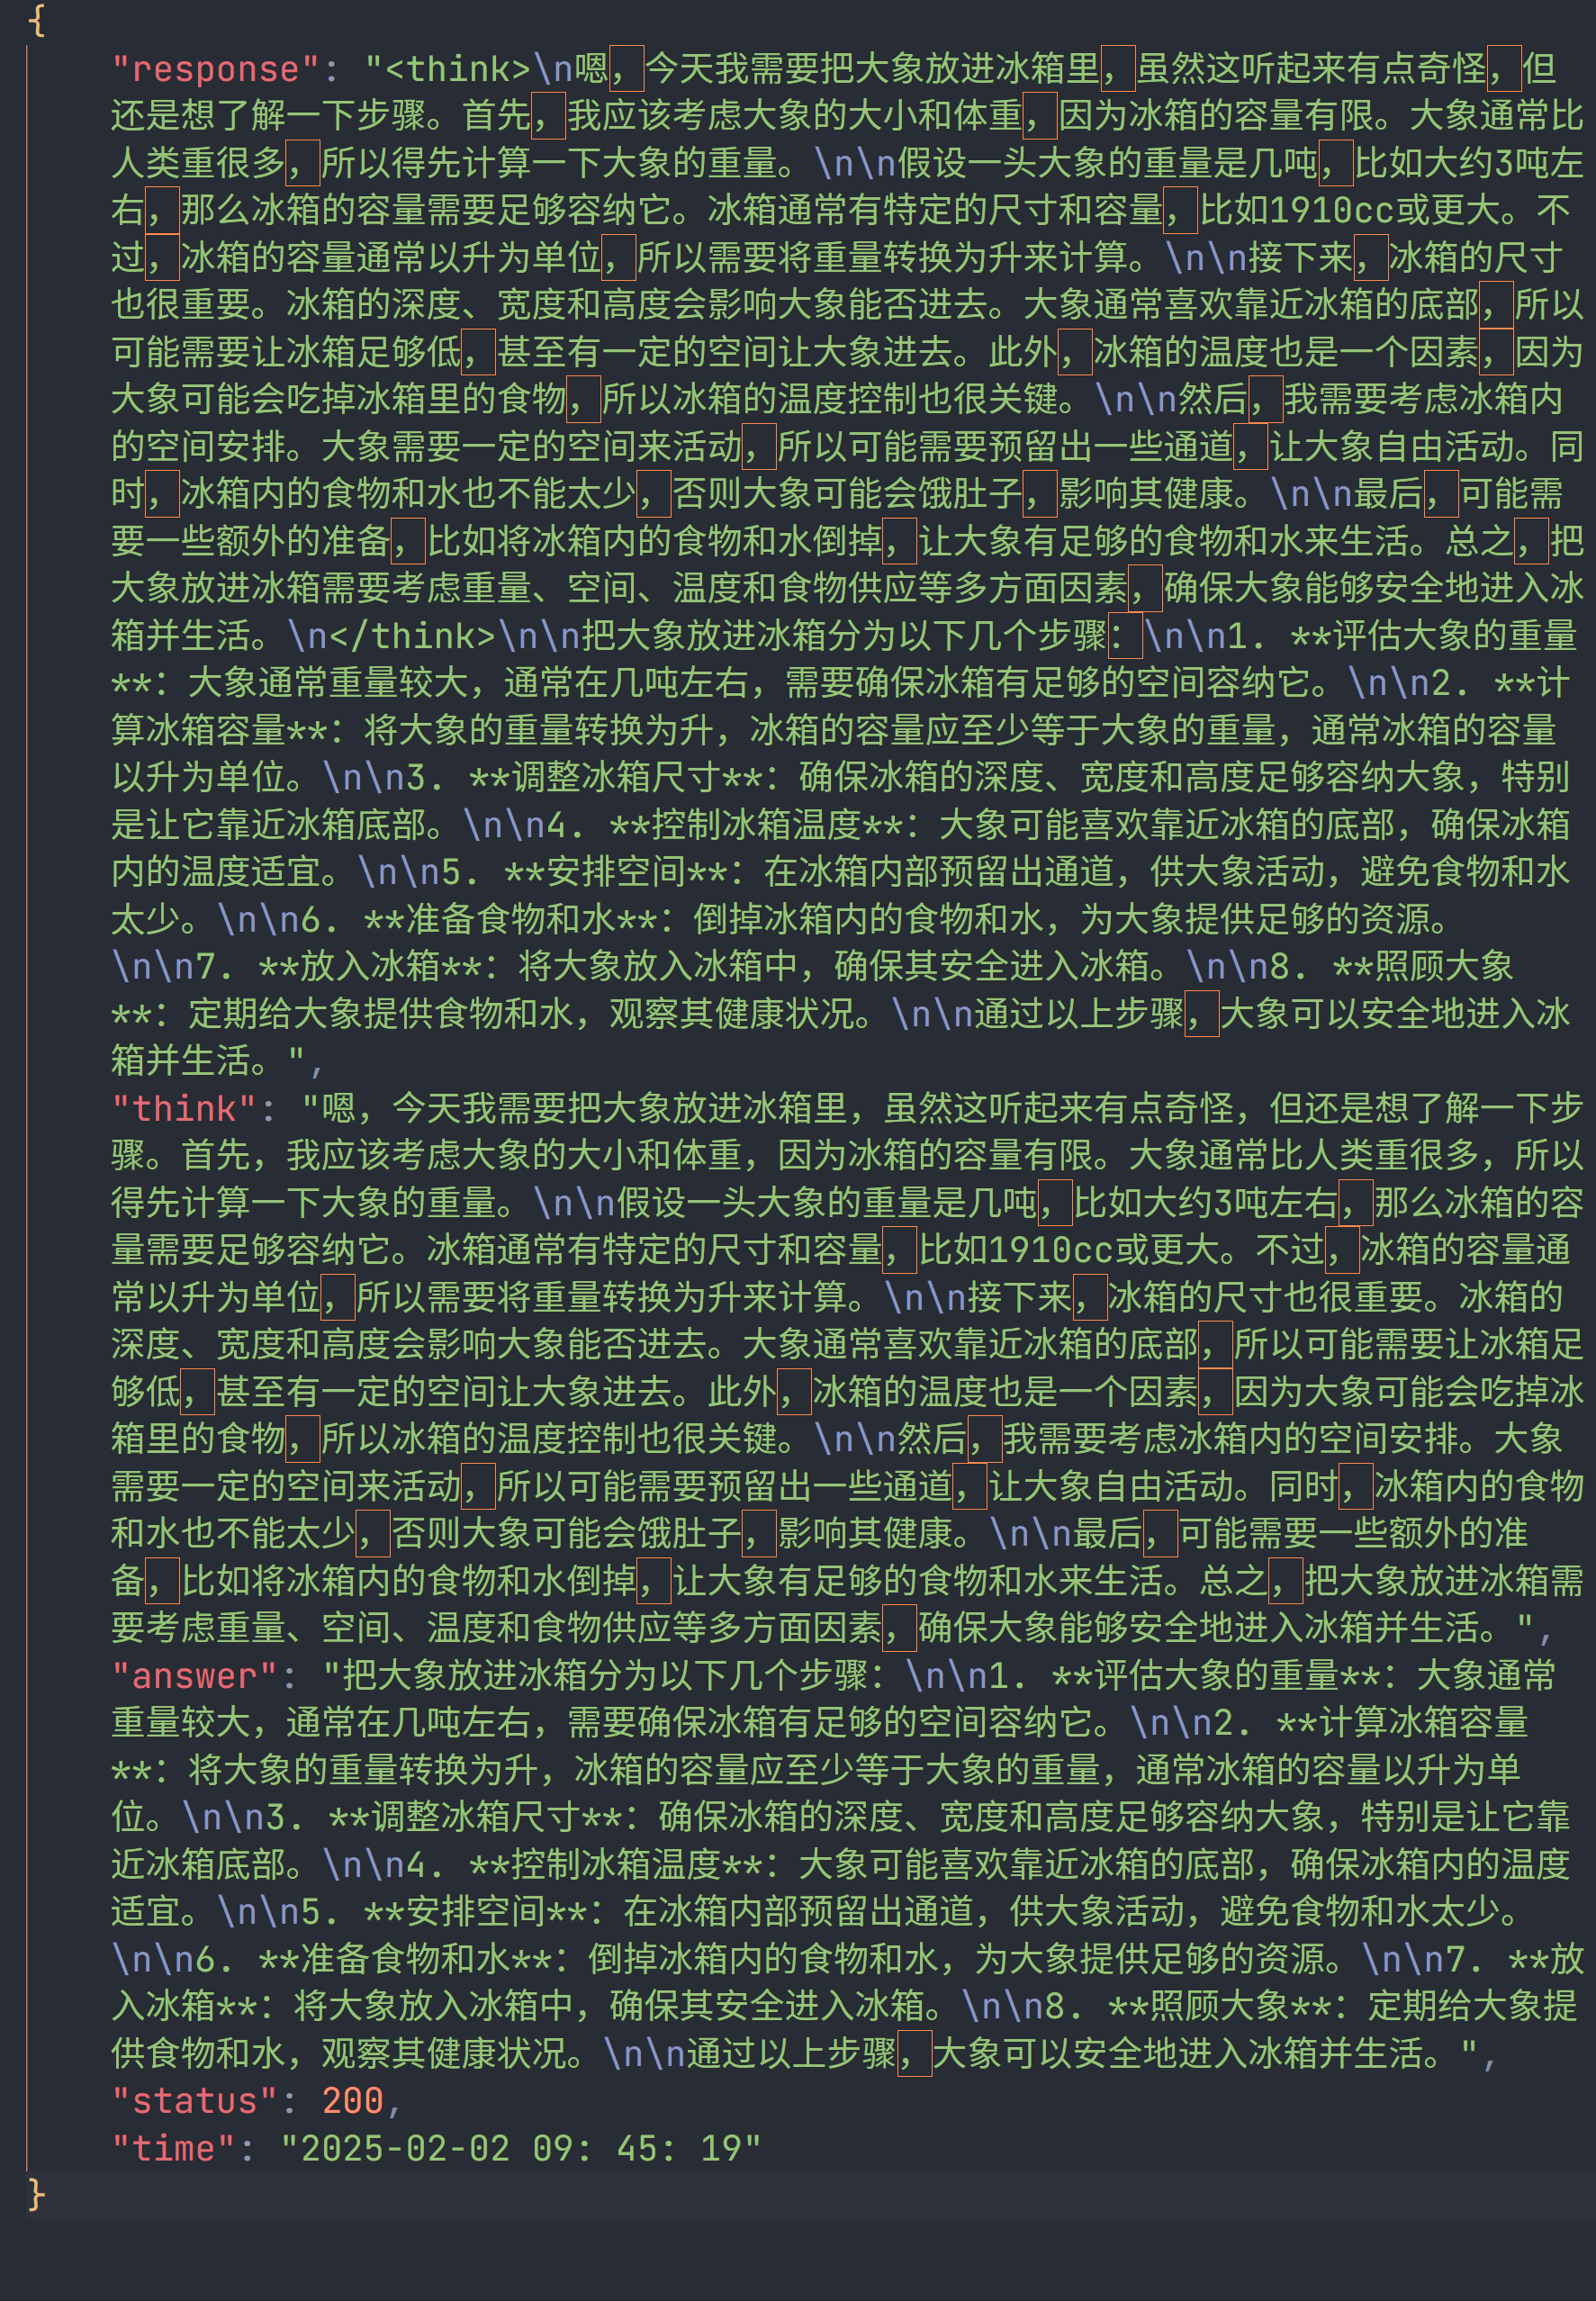 {
"response": "<think>\n嗯，今天我需要把大象放进冰箱里，虽然这听起来有点奇怪，但
还是想了解一下步骤。首先，我应该考虑大象的大小和体重，因为冰箱的容量有限。大象通常比
人类重很多，所以得先计算一下大象的重量。\n\n假设一头大象的重量是几吨，比如大约3吨左
右，那么冰箱的容量需要足够容纳它。冰箱通常有特定的尺寸和容量，比如1910cc或更大。不
过，冰箱的容量通常以升为单位，所以需要将重量转换为升来计算。\n\n接下来，冰箱的尺寸
也很重要。冰箱的深度、宽度和高度会影响大象能否进去。大象通常喜欢靠近冰箱的底部，所以
可能需要让冰箱足够低，甚至有一定的空间让大象进去。此外，冰箱的温度也是一个因素，因为
大象可能会吃掉冰箱里的食物，所以冰箱的温度控制也很关键。\n\n然后，我需要考虑冰箱内
的空间安排。大象需要一定的空间来活动，所以可能需要预留出一些通道，让大象自由活动。同
时，冰箱内的食物和水也不能太少，否则大象可能会饿肚子，影响其健康。\n\n最后，可能需
要一些额外的准备，比如将冰箱内的食物和水倒掉，让大象有足够的食物和水来生活。总之，把
大象放进冰箱需要考虑重量、空间、温度和食物供应等多方面因素，确保大象能够安全地进入冰
箱并生活。\n</think>\n\n把大象放进冰箱分为以下几个步骤：\n\n1. **评估大象的重量
**：大象通常重量较大，通常在几吨左右，需要确保冰箱有足够的空间容纳它。\n\n2. **计
算冰箱容量**：将大象的重量转换为升，冰箱的容量应至少等于大象的重量，通常冰箱的容量
以升为单位。\n\n3. **调整冰箱尺寸**：确保冰箱的深度、宽度和高度足够容纳大象，特别
是让它靠近冰箱底部。\n\n4. **控制冰箱温度**：大象可能喜欢靠近冰箱的底部，确保冰箱
内的温度适宜。\n\n5. **安排空间**：在冰箱内部预留出通道，供大象活动，避免食物和水
太少。\n\n6. **准备食物和水**：倒掉冰箱内的食物和水，为大象提供足够的资源。
\n\n7. **放入冰箱**：将大象放入冰箱中，确保其安全进入冰箱。\n\n8. **照顾大象
**：定期给大象提供食物和水，观察其健康状况。\n\n通过以上步骤，大象可以安全地进入冰
箱并生活。",
"think": "嗯，今天我需要把大象放进冰箱里，虽然这听起来有点奇怪，但还是想了解一下步
骤。首先，我应该考虑大象的大小和体重，因为冰箱的容量有限。大象通常比人类重很多，所以
得先计算一下大象的重量。\n\n假设一头大象的重量是几吨，比如大约3吨左右，那么冰箱的容
量需要足够容纳它。冰箱通常有特定的尺寸和容量，比如1910cc或更大。不过，冰箱的容量通
常以升为单位，所以需要将重量转换为升来计算。\n\n接下来，冰箱的尺寸也很重要。冰箱的
深度、宽度和高度会影响大象能否进去。大象通常喜欢靠近冰箱的底部，所以可能需要让冰箱足
够低，甚至有一定的空间让大象进去。此外，冰箱的温度也是一个因素，因为大象可能会吃掉冰
箱里的食物，所以冰箱的温度控制也很关键。\n\n然后，我需要考虑冰箱内的空间安排。大象
需要一定的空间来活动，所以可能需要预留出一些通道，让大象自由活动。同时，冰箱内的食物
和水也不能太少，否则大象可能会饿肚子，影响其健康。\n\n最后，可能需要一些额外的准
备，比如将冰箱内的食物和水倒掉，让大象有足够的食物和水来生活。总之，把大象放进冰箱需
要考虑重量、空间、温度和食物供应等多方面因素，确保大象能够安全地进入冰箱并生活。",
"answer": "把大象放进冰箱分为以下几个步骤：\n\n1. **评估大象的重量**：大象通常
重量较大，通常在几吨左右，需要确保冰箱有足够的空间容纳它。\n\n2. **计算冰箱容量
**：将大象的重量转换为升，冰箱的容量应至少等于大象的重量，通常冰箱的容量以升为单
位。\n\n3. **调整冰箱尺寸**：确保冰箱的深度、宽度和高度足够容纳大象，特别是让它靠
近冰箱底部。\n\n4. **控制冰箱温度**：大象可能喜欢靠近冰箱的底部，确保冰箱内的温度
适宜。\n\n5. **安排空间**：在冰箱内部预留出通道，供大象活动，避免食物和水太少。
\n\n6. **准备食物和水**：倒掉冰箱内的食物和水，为大象提供足够的资源。\n\n7. **放
入冰箱**：将大象放入冰箱中，确保其安全进入冰箱。\n\n8. **照顾大象**：定期给大象提
供食物和水，观察其健康状况。\n\n通过以上步骤，大象可以安全地进入冰箱并生活。",
"status": 200,
"time": "2025-02-02 09: 45: 19"
}